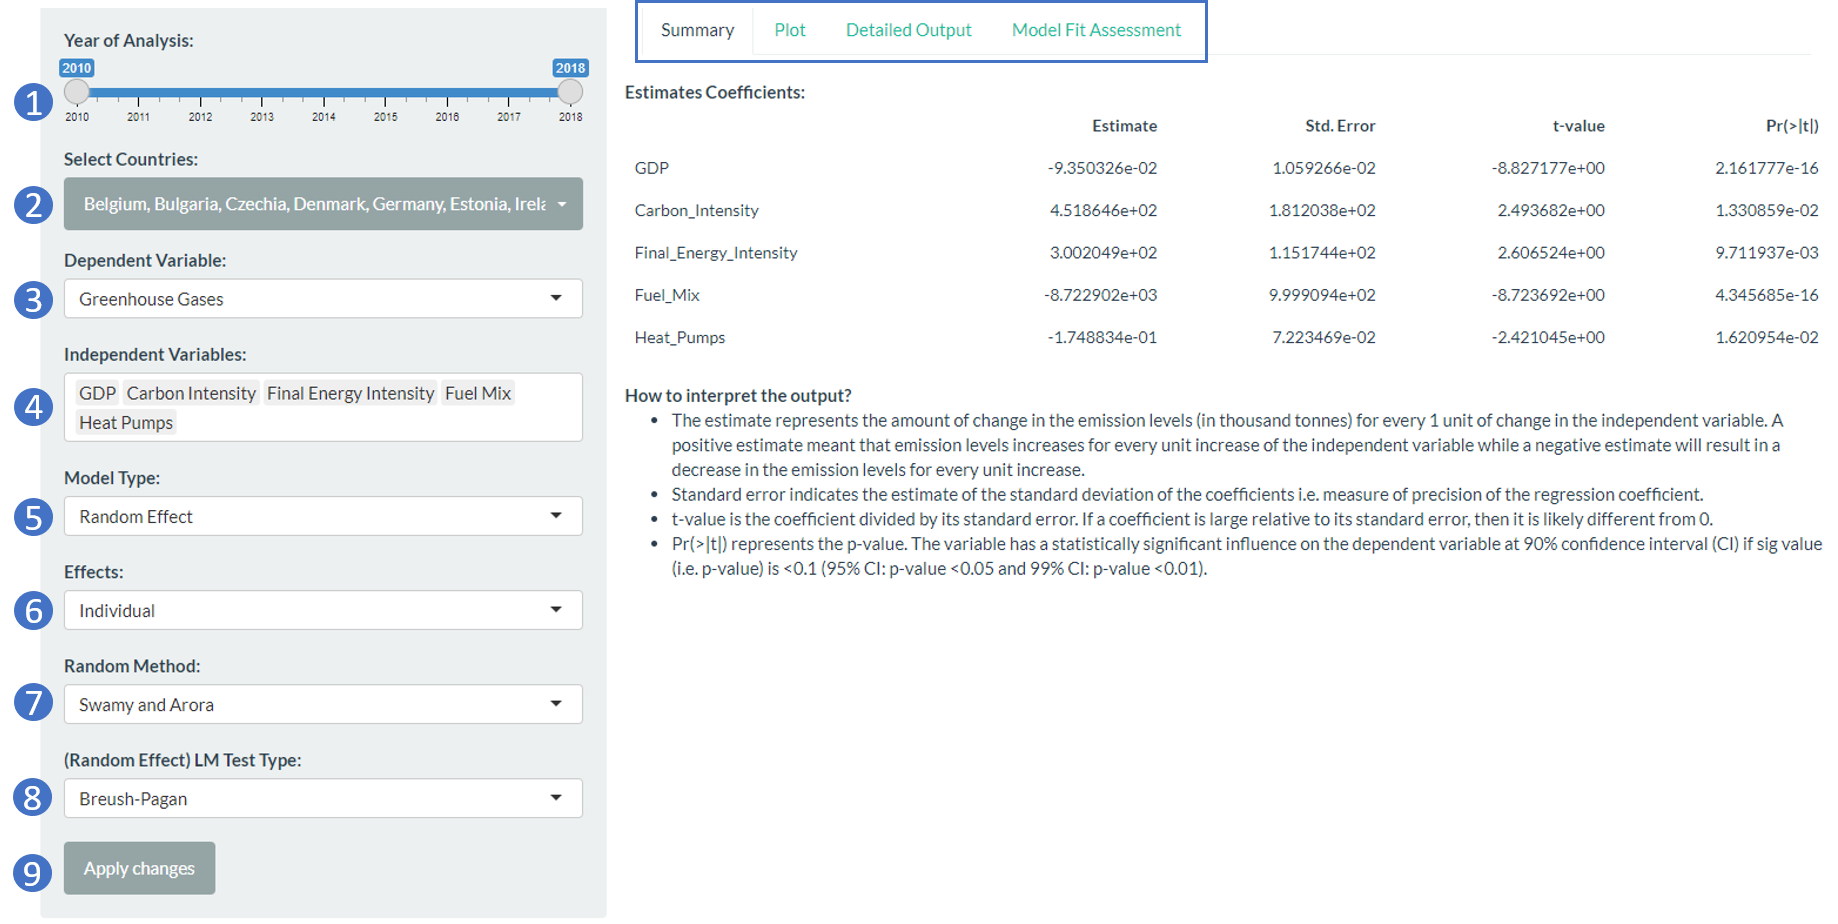 Year of Analysis:
2010 2018
1
2010 2011 2012 2013 2014 2015 2016 2017 2018
Select Countries:
2
Belgium, Bulgaria, Czechia, Denmark, Germany, Estonia, Irela
Dependent Variable:
3
Greenhouse Gases
Independent Variables:
4
GDP Carbon Intensity Final Energy Intensity Fuel Mix
Heat Pumps
Model Type:
5
Random Effect
Effects:
6
Individual
Random Method:
7
Swamy and Arora
(Random Effect) LM Test Type:
8
Breush-Pagan
9
Apply changes
Summary Plot Detailed Output Model Fit Assessment
Estimates Coefficients:
Estimate Std. Error t-value Pr(>|t|)
GDP -9.350326e-02 1.059266e-02 -8.827177e+00 2.161777e-16
Carbon_Intensity 4.518646e+02 1.812038e+02 2.493682e+00 1.330859e-02
Final_Energy_Intensity 3.002049e+02 1.151744e+02 2.606524e+00 9.711937e-03
Fuel_Mix -8.722902e+03 9.999094e+02 -8.723692e+00 4.345685e-16
Heat_Pumps -1.748834e-01 7.223469e-02 -2.421045e+00 1.620954e-02
How to interpret the output?
• The estimate represents the amount of change in the emission levels (in thousand tonnes) for every 1 unit of change in the independent variable. A
positive estimate meant that emission levels increases for every unit increase of the independent variable while a negative estimate will result in a
decrease in the emission levels for every unit increase.
• Standard error indicates the estimate of the standard deviation of the coefficients i.e. measure of precision of the regression coefficient.
• t-value is the coefficient divided by its standard error. If a coefficient is large relative to its standard error, then it is likely different from 0.
• Pr(>|t|) represents the p-value. The variable has a statistically significant influence on the dependent variable at 90% confidence interval (CI) if sig value
(i.e. p-value) is <0.1 (95% CI: p-value <0.05 and 99% CI: p-value <0.01).